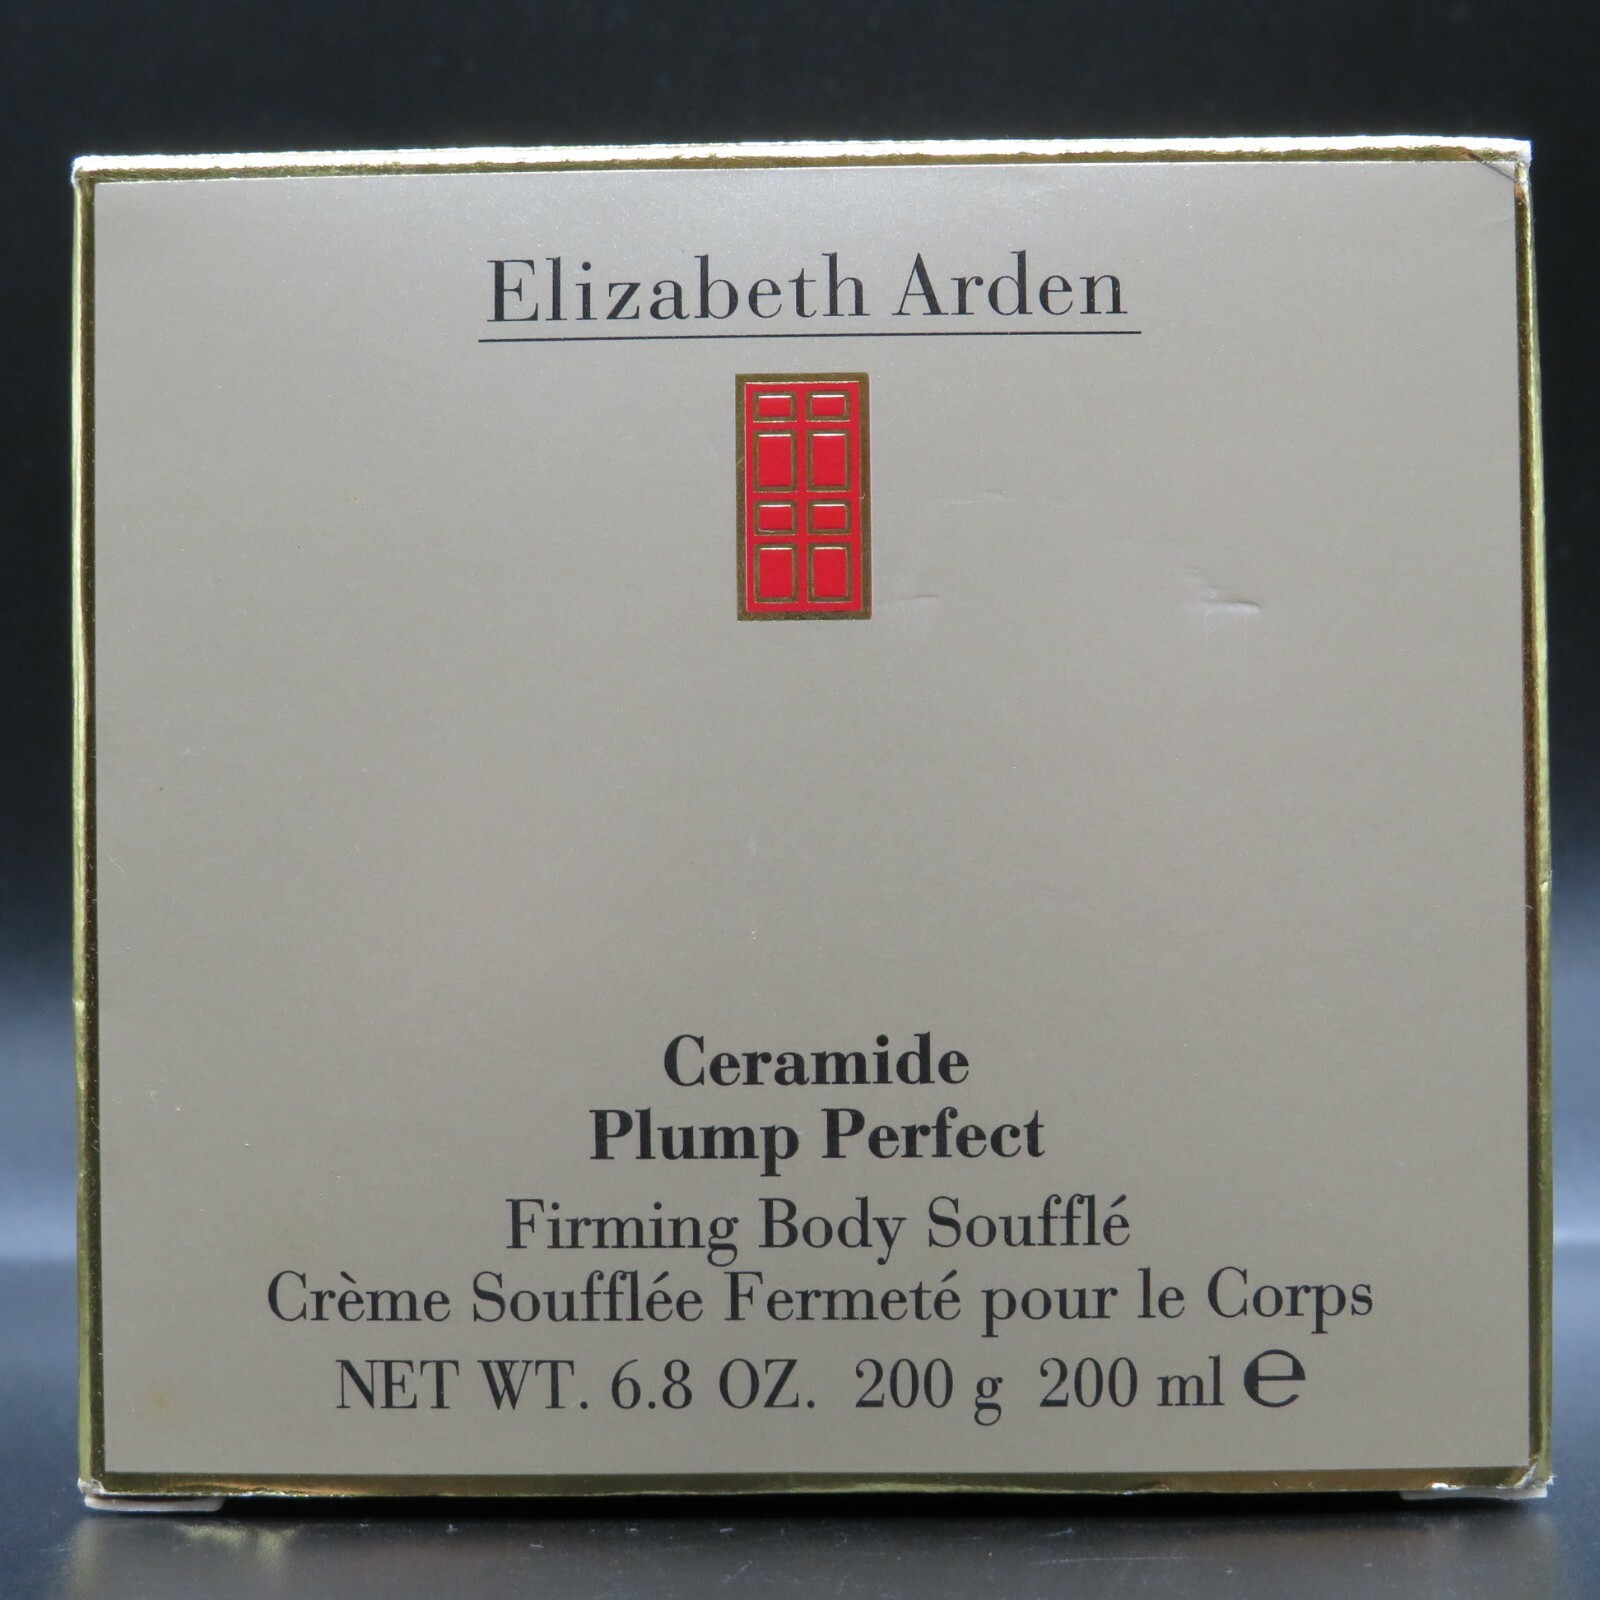 Elizabeth Arden
Ceramide
Plump Perfect
Firming Body Soufflé
Crème Soufflée Fermeté pour le Corps
NET WT. 6.8 OZ. 200 g 200 ml ℮